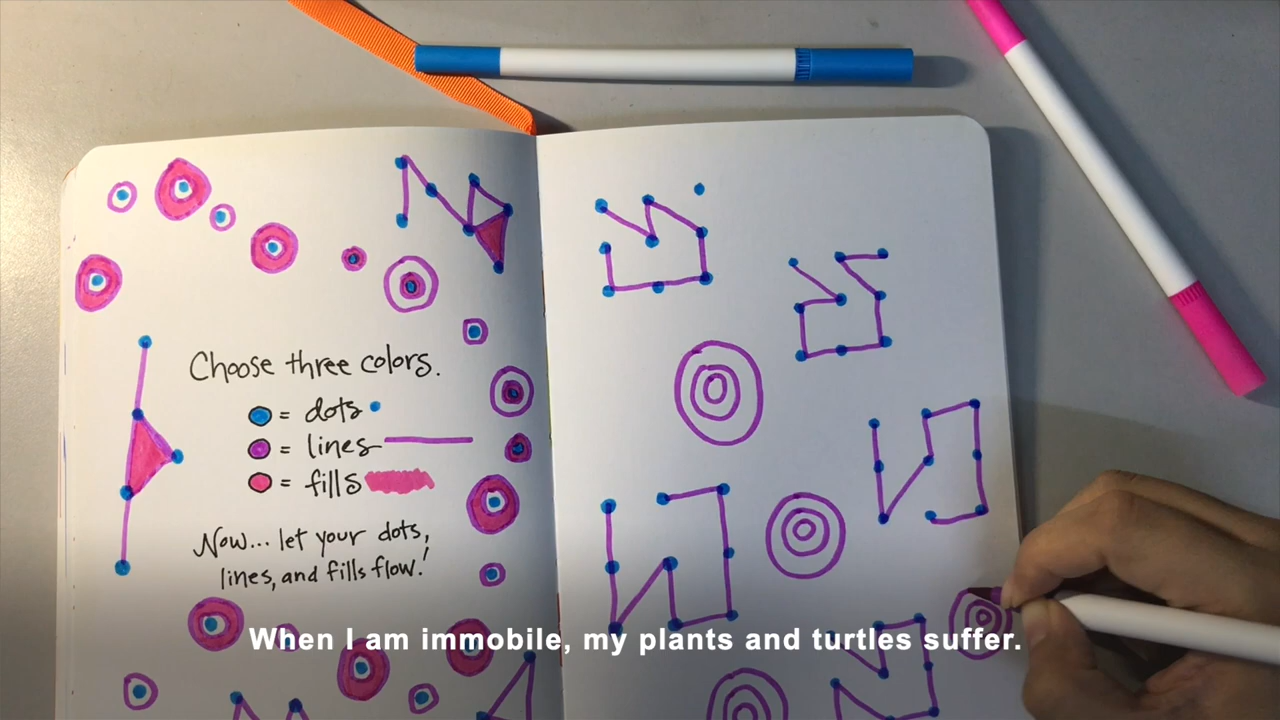 Choose three colors.
= dots
= lines
= fills
Now... let your dots,
lines, and fills flow!
When I am immobile, my plants and turtles suffer.